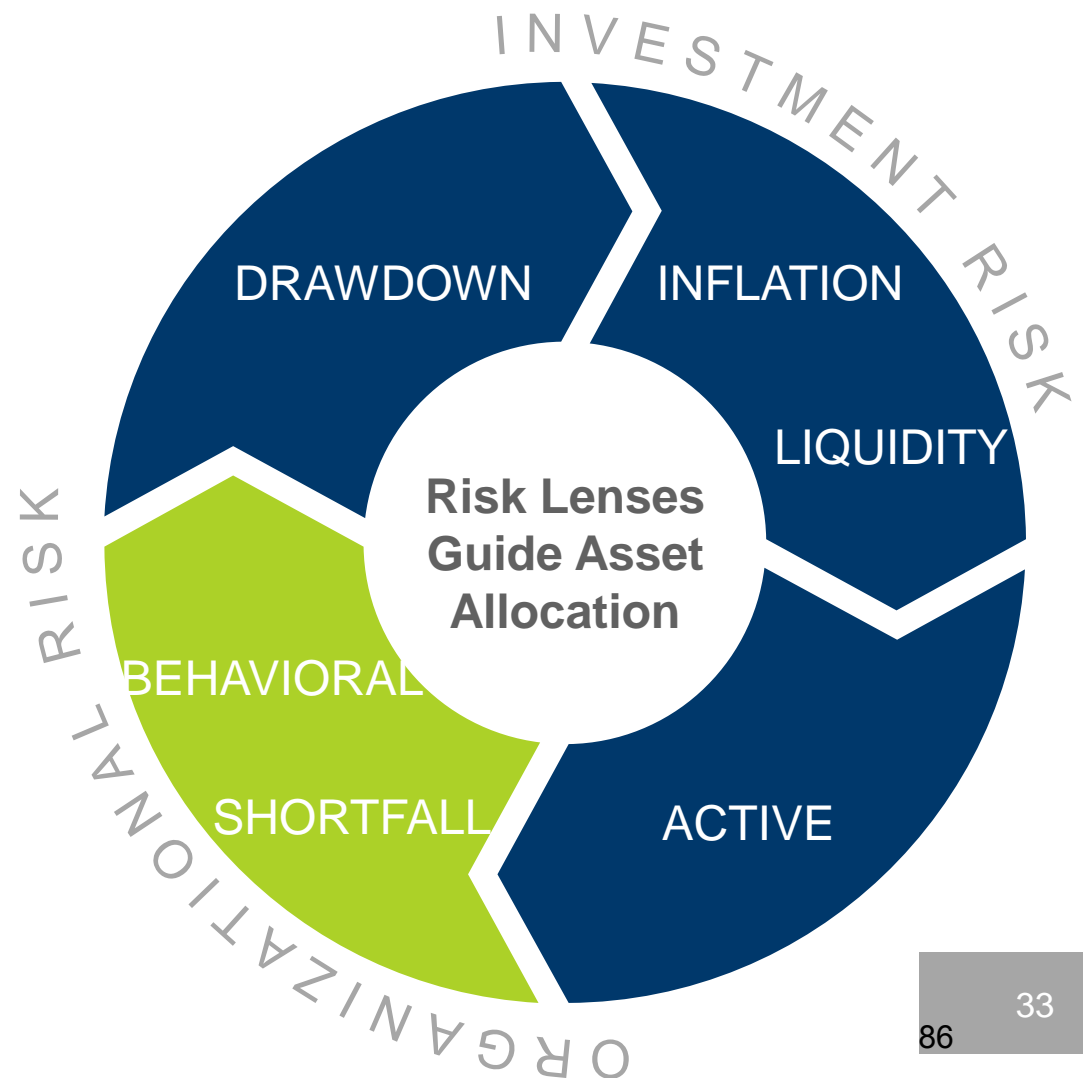 INVESTMENT RISK
DRAWDOWN
INFLATION
LIQUIDITY
Risk Lenses
Guide Asset
Allocation
BEHAVIORAL
SHORTFALL
ACTIVE
ORGANIZATIONAL RISK
33
86